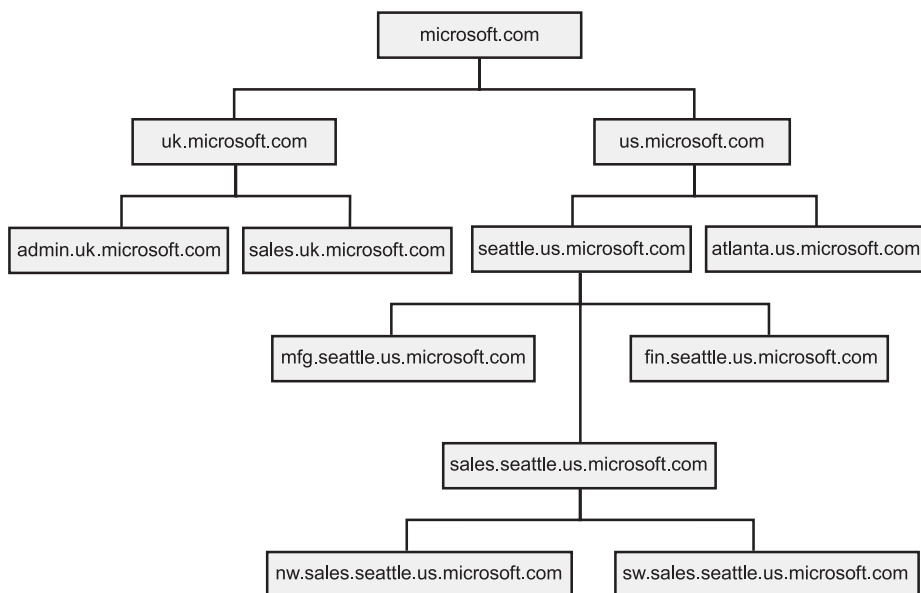 microsoft.com
uk.microsoft.com
us.microsoft.com
admin.uk.microsoft.com
sales.uk.microsoft.com
seattle.us.microsoft.com
atlanta.us.microsoft.com
mfg.seattle.us.microsoft.com
fin.seattle.us.microsoft.com
sales.seattle.us.microsoft.com
nw.sales.seattle.us.microsoft.com
sw.sales.seattle.us.microsoft.com